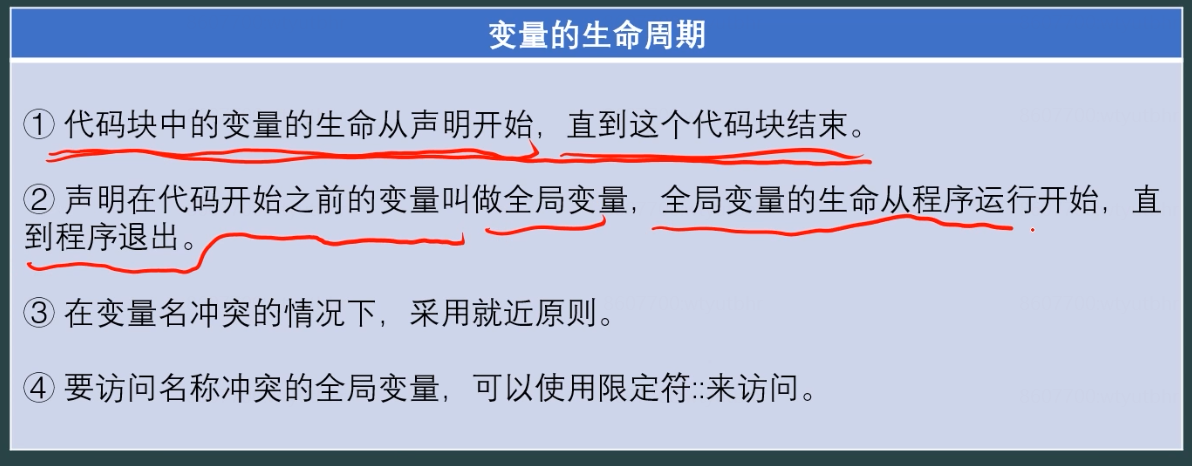 变量的生命周期
① 代码块中的变量的生命从声明开始，直到这个代码块结束。
② 声明在代码开始之前的变量叫做全局变量，全局变量的生命从程序运行开始，直
到程序退出。
③ 在变量名冲突的情况下，采用就近原则。
④ 要访问名称冲突的全局变量，可以使用限定符::来访问。